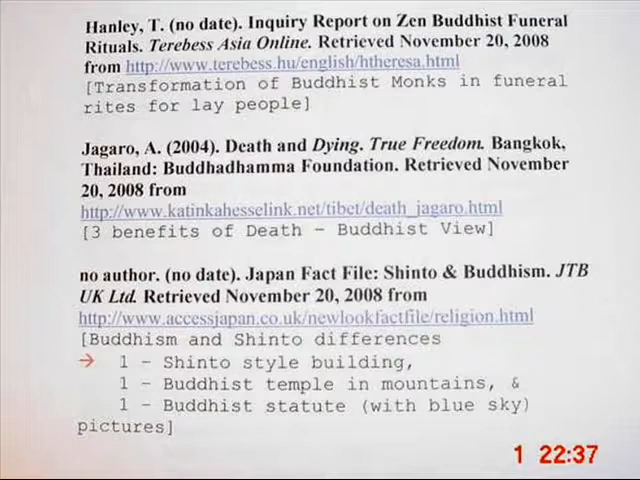 Hanley, T. (no date). Inquiry Report on Zen Buddhist Funeral
Rituals. Terebess Asia Online. Retrieved November 20, 2008
from http://www.terebess.hu/english/htheresa.html
[Transformation of Buddhist Monks in funeral
rites for lay people]
Jagaro, A. (2004). Death and Dying. True Freedom. Bangkok,
Thailand: Buddhadhamma Foundation. Retrieved November
20, 2008 from
http://www.katinkahesselink.net/tibet/death_jagaro.html
[3 benefits of Death – Buddhist View]
no author. (no date). Japan Fact File: Shinto & Buddhism. JTB
UK Ltd. Retrieved November 20, 2008 from
http://www.accessjapan.co.uk/newlookfactfile/religion.html
[Buddhism and Shinto differences
→ 1 – Shinto style building,
1 – Buddhist temple in mountains, &
1 – Buddhist statute (with blue sky)
pictures]
1 22:37